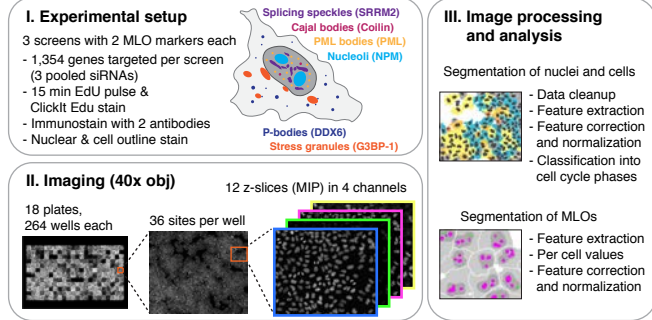 I. Experimental setup
3 screens with 2 MLO markers each
- 1,354 genes targeted per screen
(3 pooled siRNAs)
- 15 min EdU pulse &
ClickIt Edu stain
- Immunostain with 2 antibodies
- Nuclear & cell outline stain
Splicing speckles (SRRM2)
Cajal bodies (Coilin)
PML bodies (PML)
Nucleoli (NPM)
P-bodies (DDX6)
Stress granules (G3BP-1)
II. Imaging (40x obj)
18 plates,
264 wells each
36 sites per well
12 z-slices (MIP) in 4 channels
III. Image processing
and analysis
Segmentation of nuclei and cells
- Data cleanup
- Feature extraction
- Feature correction
and normalization
- Classification into
cell cycle phases
Segmentation of MLOs
- Feature extraction
- Per cell values
- Feature correction
and normalization